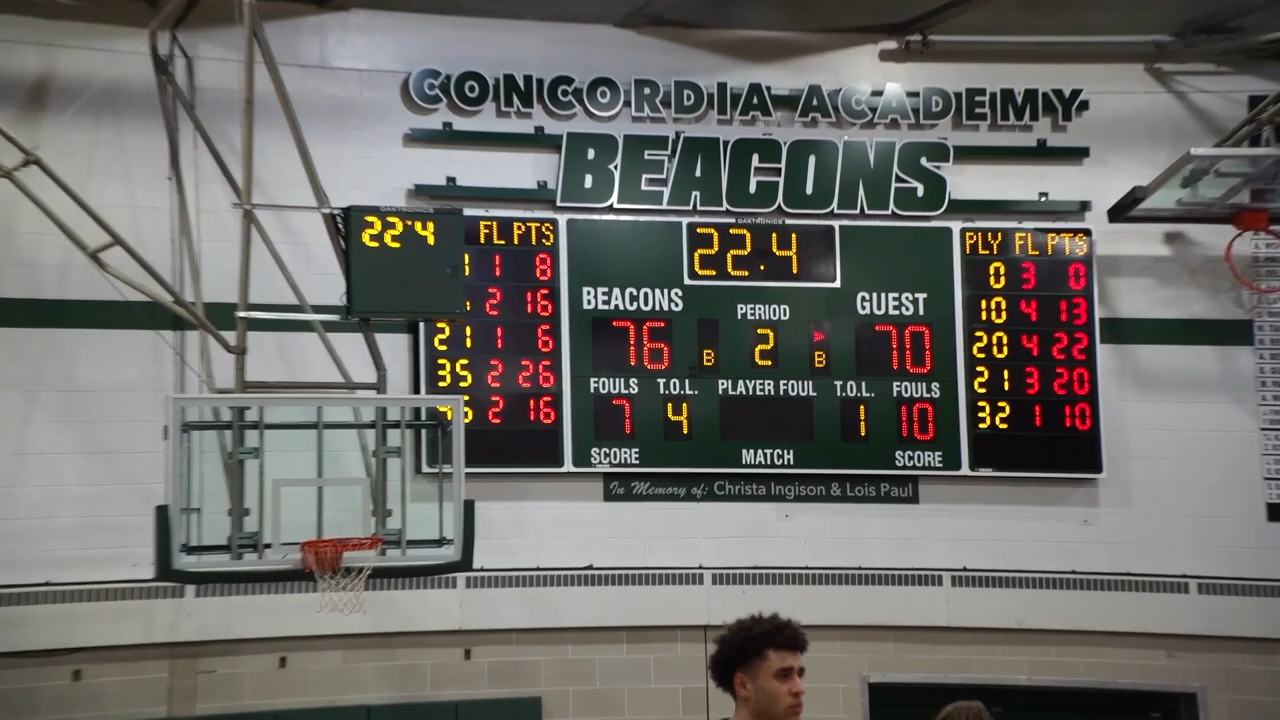 CONCORDIA ACADEMY
BEACONS
DAKTRONICS
22.4
FL PTS
1 8
2 16
21 1 6
35 2 26
2 16
DAKTRONICS
22.4
BEACONS
PERIOD
GUEST
76
B
2
B
70
FOULS T.O.L. PLAYER FOUL T.O.L. FOULS
7 4 1 10
SCORE MATCH SCORE
PLY FL PTS
0 3 0
10 4 13
20 4 22
21 3 20
32 1 10
In Memory of: Christa Ingison & Lois Paul